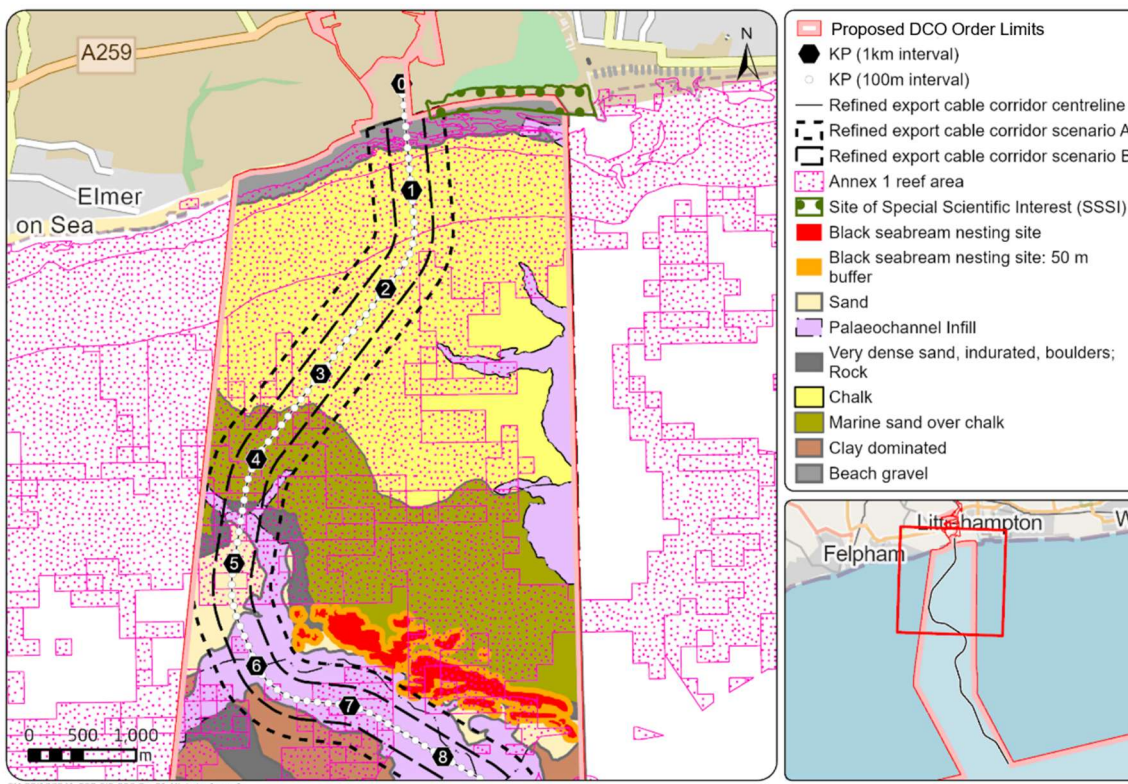 A259
N
0
1
2
3
4
5
6
7
8
Elmer
on Sea
0 500 1,000
m
Proposed DCO Order Limits
KP (1km interval)
KP (100m interval)
Refined export cable corridor centreline
Refined export cable corridor scenario A
Refined export cable corridor scenario B
Annex 1 reef area
Site of Special Scientific Interest (SSSI)
Black seabream nesting site
Black seabream nesting site: 50 m
buffer
Sand
Palaeochannel Infill
Very dense sand, indurated, boulders;
Rock
Chalk
Marine sand over chalk
Clay dominated
Beach gravel
Littlehampton
W
Felpham